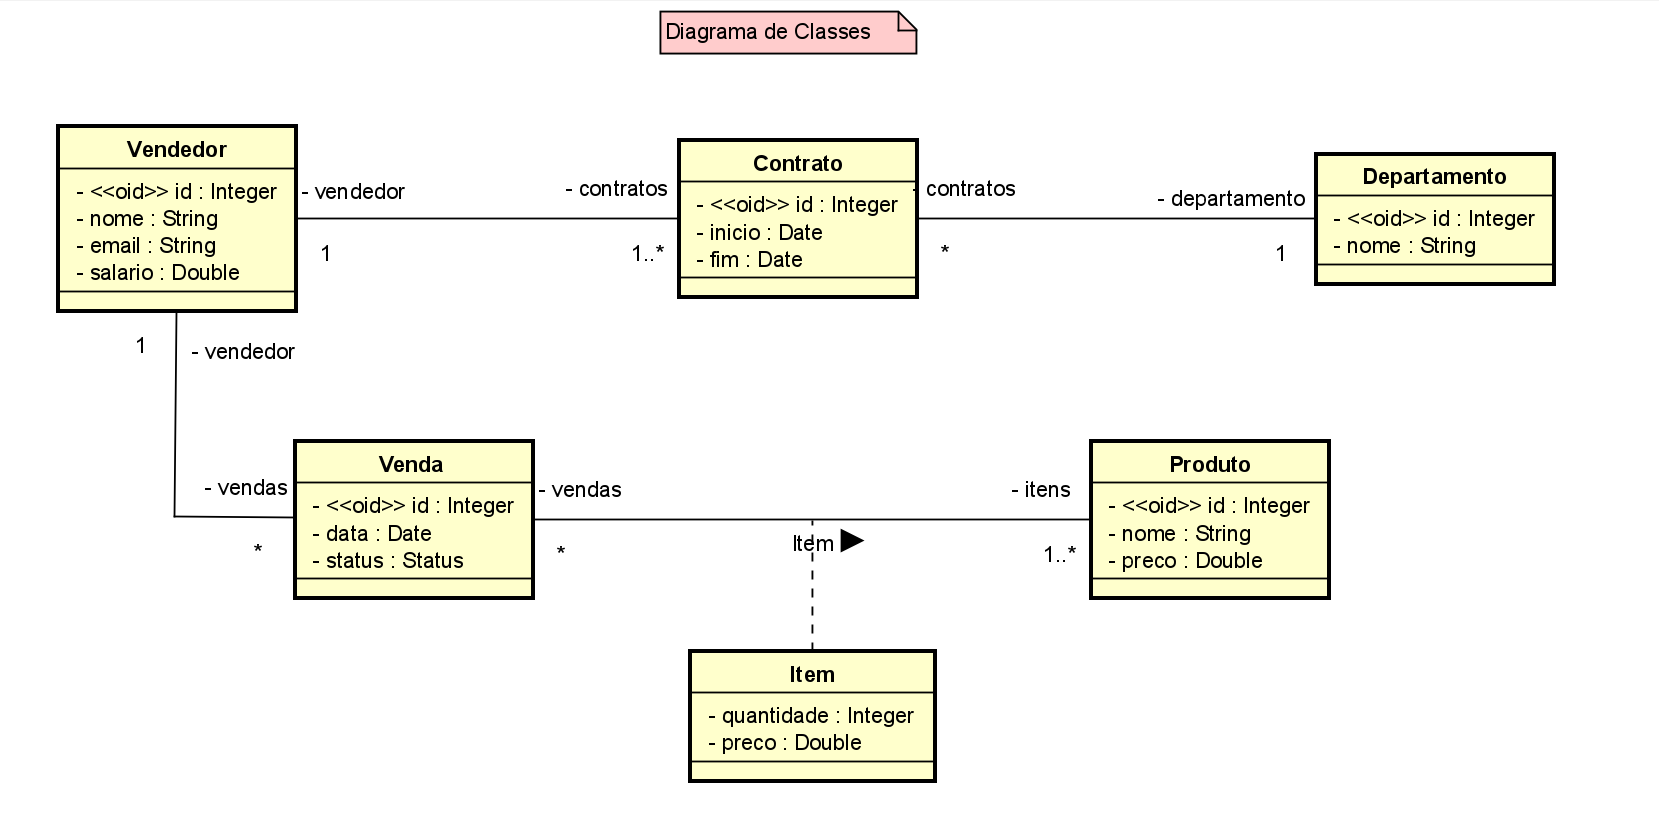 Diagrama de Classes
Vendedor
- <<oid>> id : Integer
- nome : String
- email : String
- salario : Double
- vendedor
1
- contratos
1..*
Contrato
- <<oid>> id : Integer
- inicio : Date
- fim : Date
- contratos
*
- departamento
1
Departamento
- <<oid>> id : Integer
- nome : String
1
- vendedor
- vendas
*
Venda
- <<oid>> id : Integer
- data : Date
- status : Status
- vendas
*
Item
- itens
1..*
Produto
- <<oid>> id : Integer
- nome : String
- preco : Double
Item
- quantidade : Integer
- preco : Double